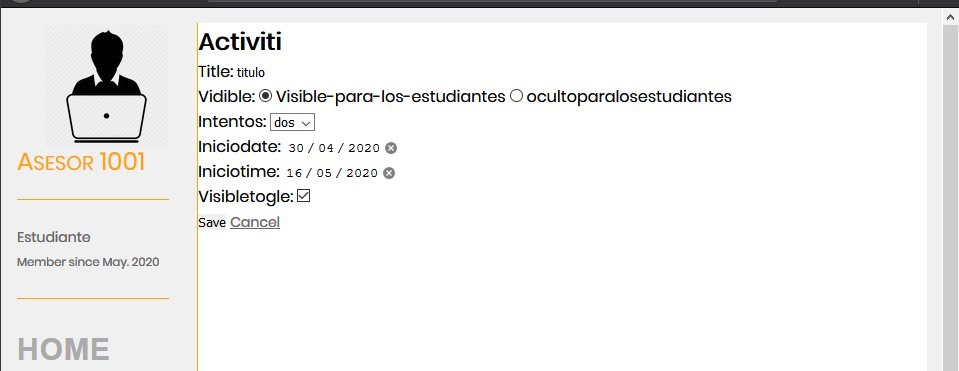 ASESOR 1001
Estudiante
Member since May. 2020
HOME
Activiti
Title: titulo
Vidible: Visible-para-los-estudiantes ocultoparalosestudiantes
Intentos: dos
Iniciodate: 30 / 04 / 2020
Iniciotime: 16 / 05 / 2020
Visibletogle:
Save Cancel